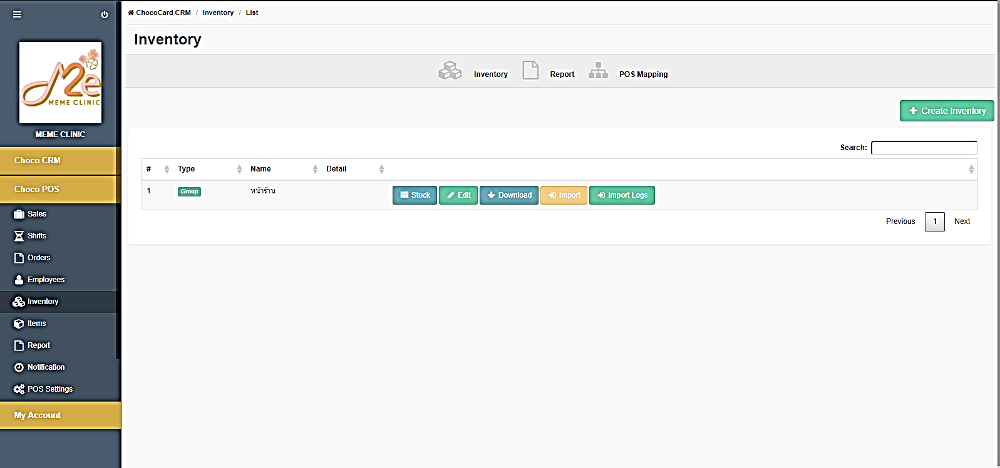 ChocoCard CRM / Inventory / List
Inventory
Inventory Report POS Mapping
M2e
MEME CLINIC
MEME CLINIC
Choco CRM
Choco POS
Sales
Shifts
Orders
Employees
Inventory
Items
Report
Notification
POS Settings
My Account
Create Inventory
Search:
# Type Name Detail
1 Group หน้าร้าน Stock Edit Download Import Import Logs
Previous 1 Next